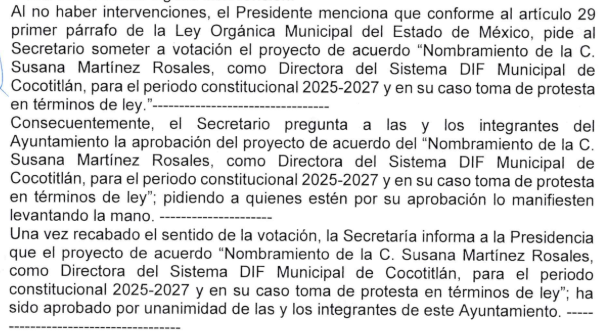 Al no haber intervenciones, el Presidente menciona que conforme al artículo 29
primer párrafo de la Ley Orgánica Municipal del Estado de México, pide al
Secretario someter a votación el proyecto de acuerdo “Nombramiento de la C.
Susana Martínez Rosales, como Directora del Sistema DIF Municipal de
Cocotitlán, para el periodo constitucional 2025-2027 y en su caso toma de protesta
en términos de ley.”---------------------------------
Consecuentemente, el Secretario pregunta a las y los integrantes del
Ayuntamiento la aprobación del proyecto de acuerdo del “Nombramiento de la C.
Susana Martínez Rosales, como Directora del Sistema DIF Municipal de
Cocotitlán, para el periodo constitucional 2025-2027 y en su caso toma de protesta
en términos de ley”; pidiendo a quienes estén por su aprobación lo manifiesten
levantando la mano. ---------------------
Una vez recabado el sentido de la votación, la Secretaría informa a la Presidencia
que el proyecto de acuerdo “Nombramiento de la C. Susana Martínez Rosales,
como Directora del Sistema DIF Municipal de Cocotitlán, para el periodo
constitucional 2025-2027 y en su caso toma de protesta en términos de ley”; ha
sido aprobado por unanimidad de las y los integrantes de este Ayuntamiento. -----
--------------------------------